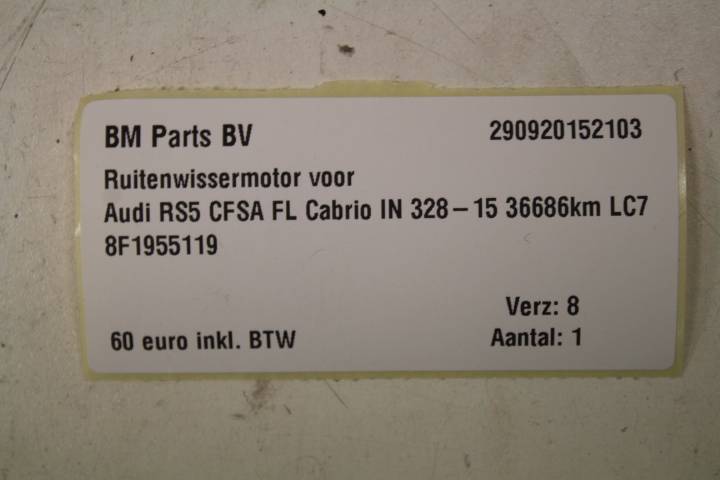 BM Parts BV 290920152103
Ruitenwissermotor voor
Audi RS5 CFSA FL Cabrio IN 328-15 36686km LC7
8F1955119
Verz: 8
60 euro inkl. BTW Aantal: 1